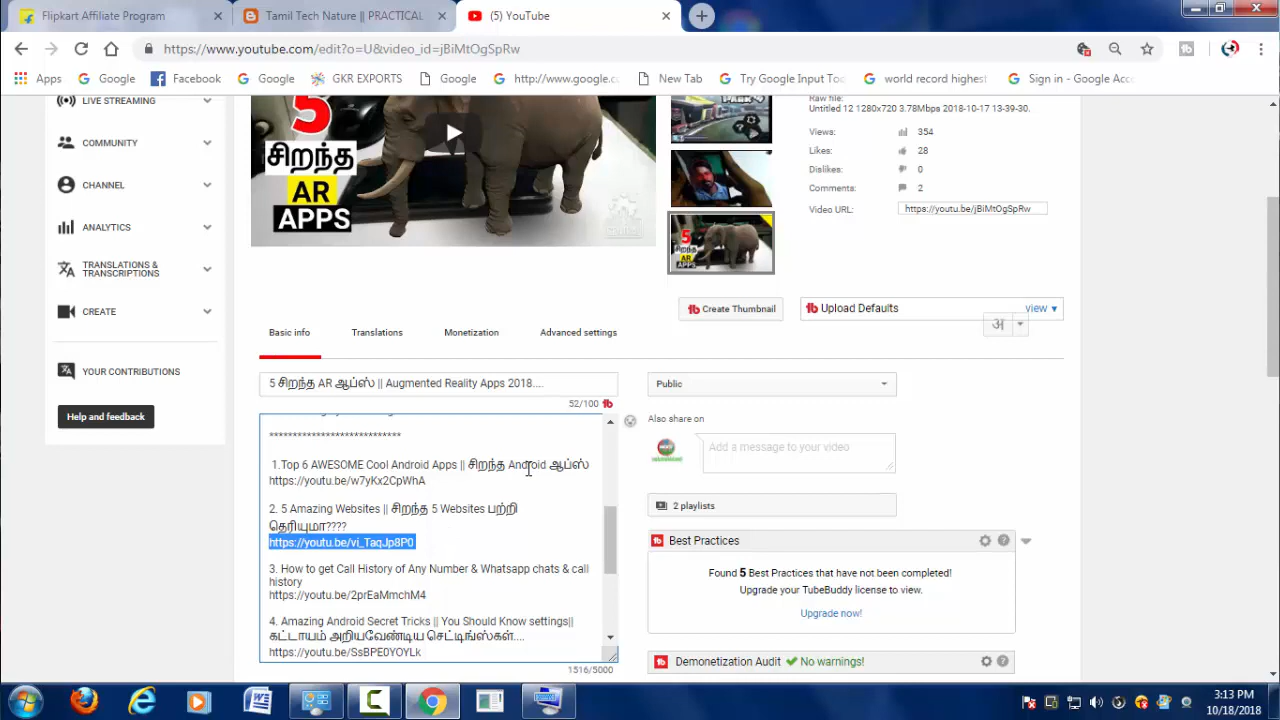 Flipkart Affiliate Program
Tamil Tech Nature || PRACTICAL
(5) YouTube
https://www.youtube.com/edit?o=U&video_id=jBiMtOgSpRw
Apps
Google
Facebook
Google
GKR EXPORTS
Google
http://www.google.cc
New Tab
Try Google Input Too
world record highes
Sign in - Google Acc
LIVE STREAMING
COMMUNITY
CHANNEL
ANALYTICS
TRANSLATIONS &
TRANSCRIPTIONS
CREATE
YOUR CONTRIBUTIONS
Help and feedback
5
சிறந்த
AR
APPS
5
சிறந்த
AR
APPS
Raw file:
Untitled 12 1280x720 3.78Mbps 2018-10-17 13-39-30.
Views: 354
Likes: 28
Dislikes: 0
Comments: 2
Video URL: https://youtu.be/jBiMtOgSpRw
Create Thumbnail
Upload Defaults
view
अ
Basic info
Translations
Monetization
Advanced settings
5 சிறந்த AR ஆப்ஸ் || Augmented Reality Apps 2018....
52/100
Public
Also share on
Add a message to your video
2 playlists
****************************
1.Top 6 AWESOME Cool Android Apps || சிறந்த Android ஆப்ஸ்
https://youtu.be/w7yKx2CpWhA
2. 5 Amazing Websites || சிறந்த 5 Websites பற்றி
தெரியுமா????
https://youtu.be/vi_TaqJp8P0
3. How to get Call History of Any Number & Whatsapp chats & call
history
https://youtu.be/2prEaMmchM4
4. Amazing Android Secret Tricks || You Should Know settings||
கட்டாயம் அறியவேண்டிய செட்டிங்ஸ்கள்....
https://youtu.be/SsBPE0YOYLk
1516/5000
Best Practices
Found 5 Best Practices that have not been completed!
Upgrade your TubeBuddy license to view.
Upgrade now!
Demonetization Audit No warnings!
3:13 PM
10/18/2018